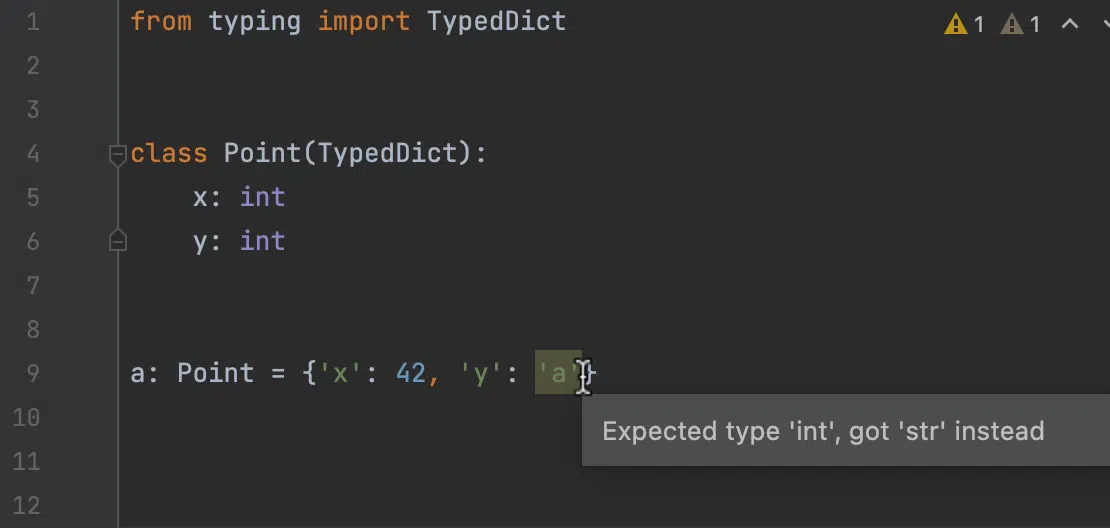 1 from typing import TypedDict 1 1
2
3
4 class Point(TypedDict):
5     x: int
6     y: int
7
8
9 a: Point = {'x': 42, 'y': 'a'}
Expected type 'int', got 'str' instead
10
11
12